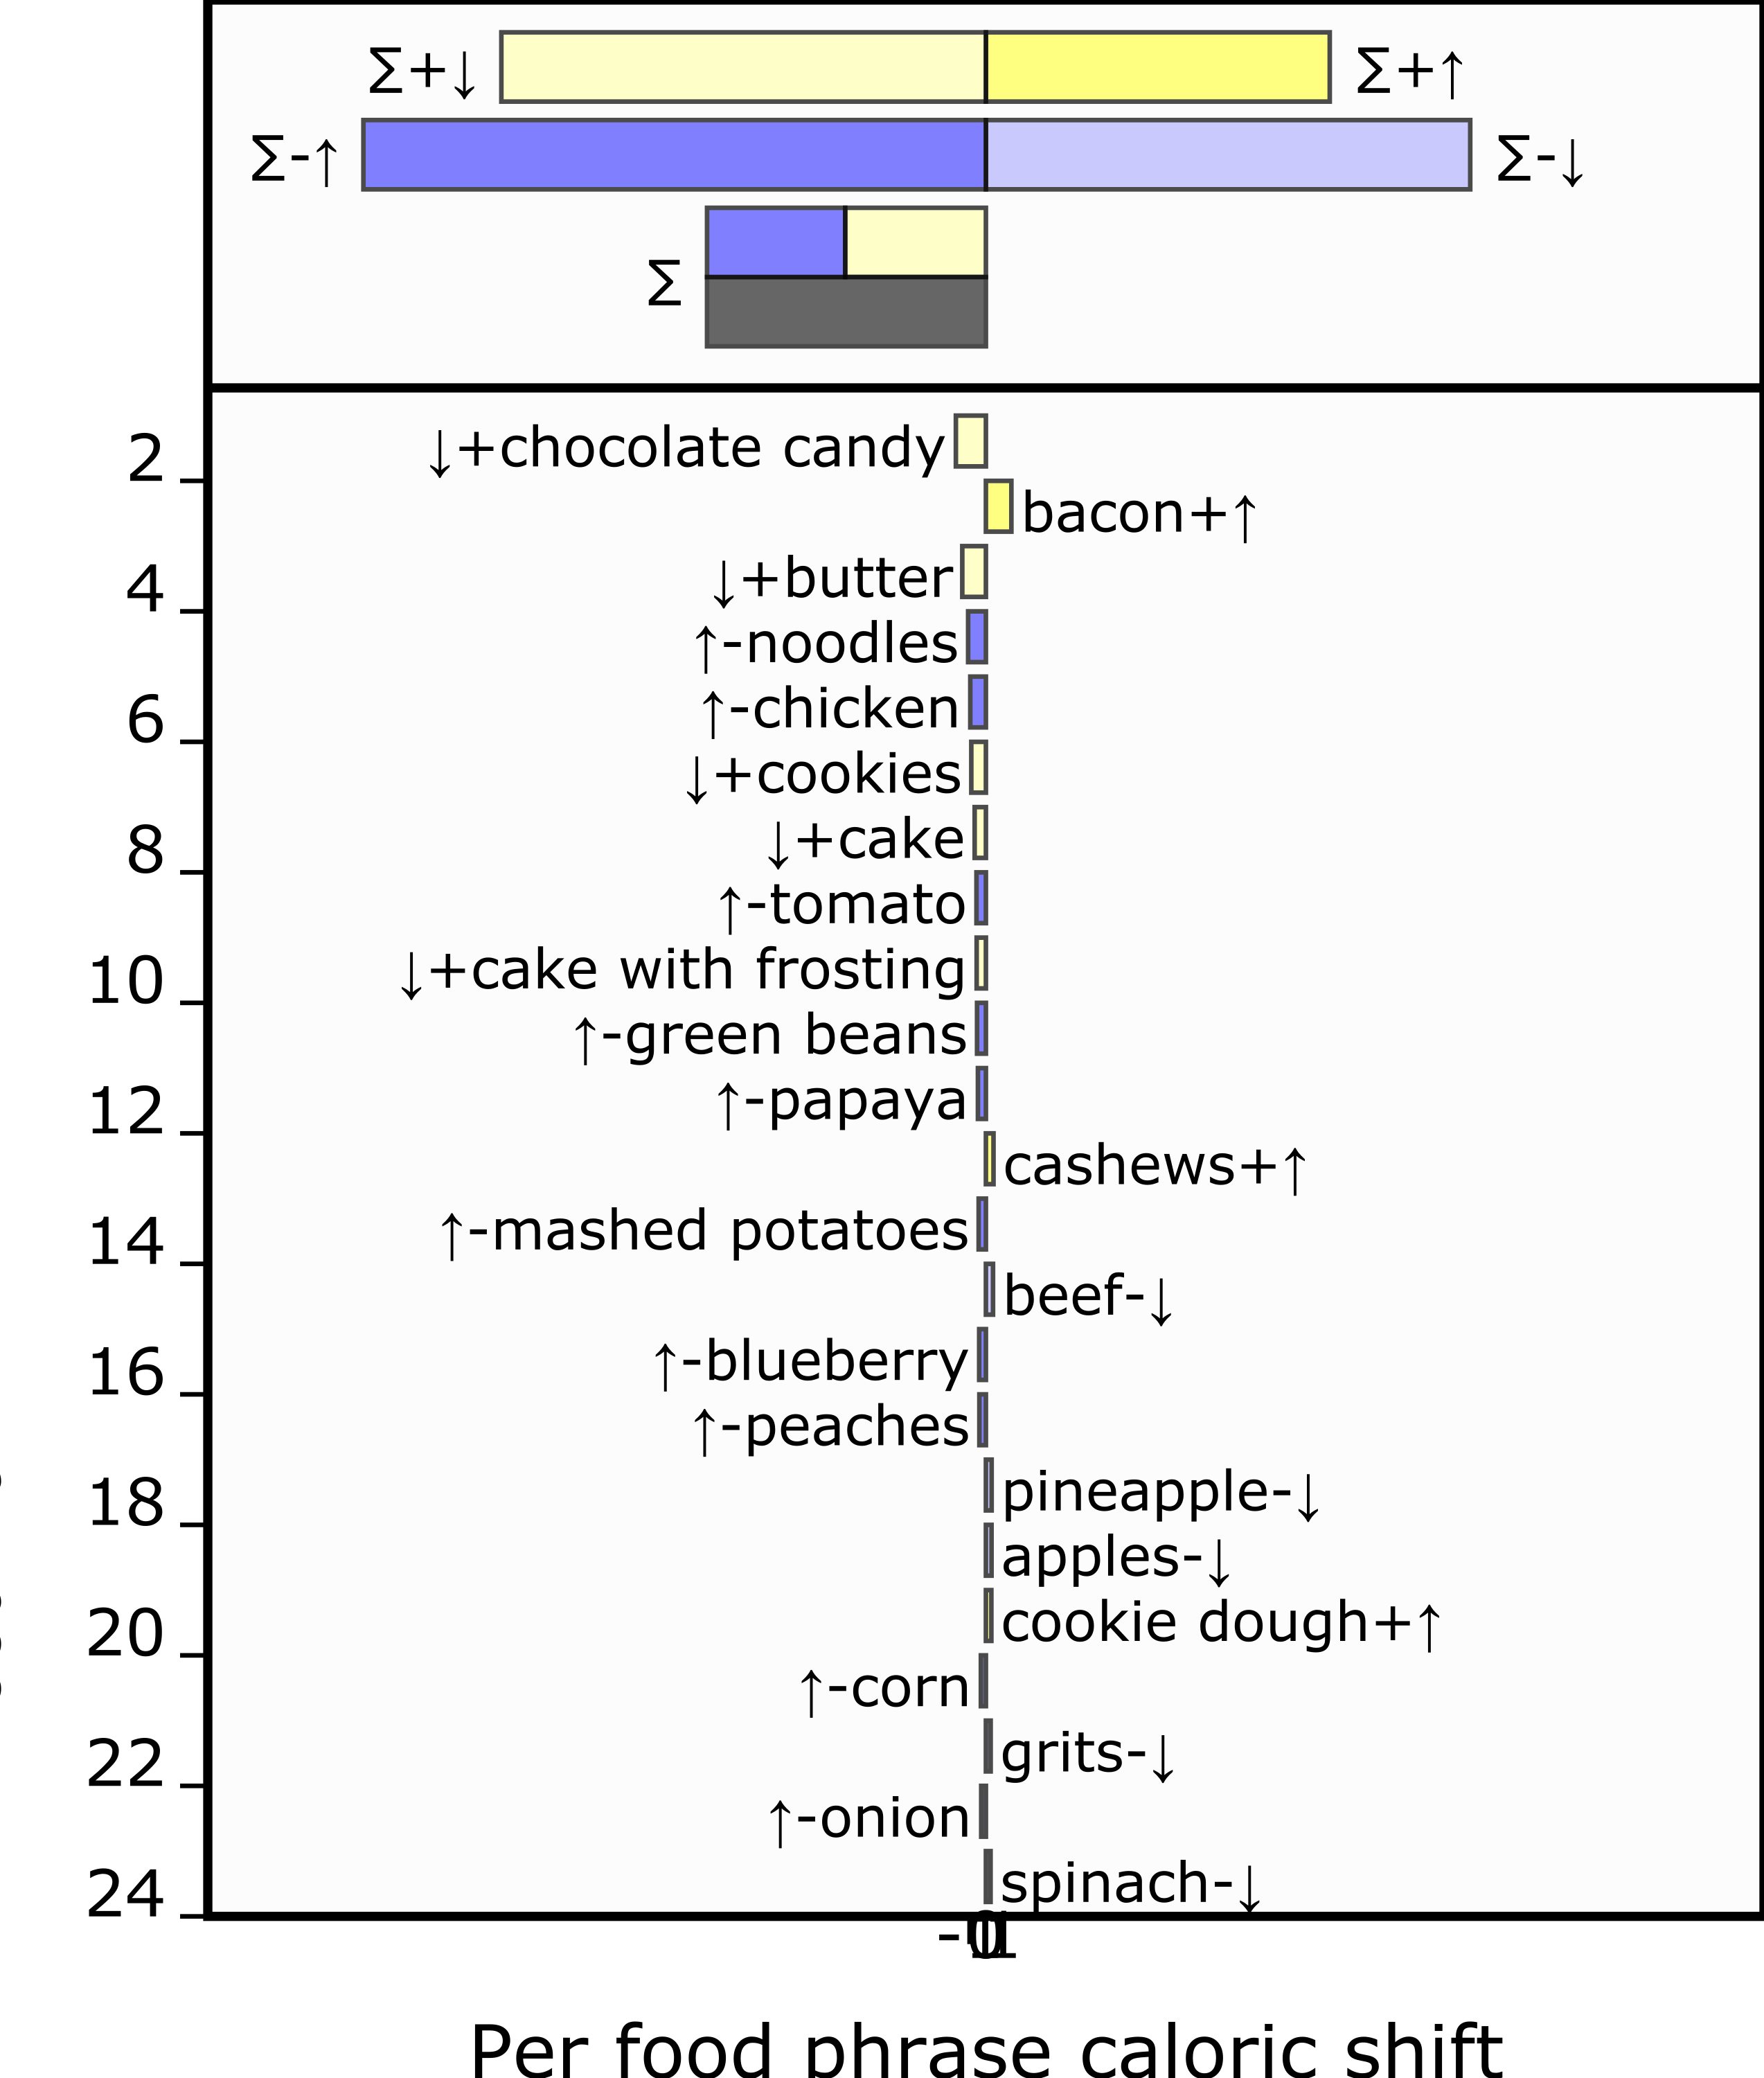 ∑+↓ ∑+↑
∑-↑ ∑-↓
∑
↓+chocolate candy
2
bacon+↑
↓+butter
4
↑-noodles
↑-chicken
6
↓+cookies
↓+cake
8
↑-tomato
↓+cake with frosting
10
↑-green beans
↑-papaya
12
cashews+↑
↑-mashed potatoes
14
beef-↓
↑-blueberry
16
↑-peaches
pineapple-↓
18
apples-↓
cookie dough+↑
20
↑-corn
grits-↓
22
↑-onion
spinach-↓
24
Per food phrase caloric shift